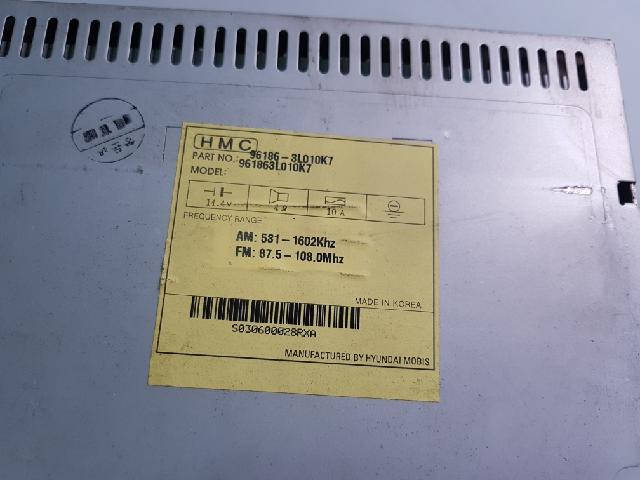 HMC
PART NO.: 96186-3L010K7
MODEL: 961863L010K7
14.4V 4Ω 10A
FREQUENCY RANGE
AM: 531-1602Khz
FM: 87.5-108.0Mhz
MADE IN KOREA
S030600028RXA
MANUFACTURED BY HYUNDAI MOBIS